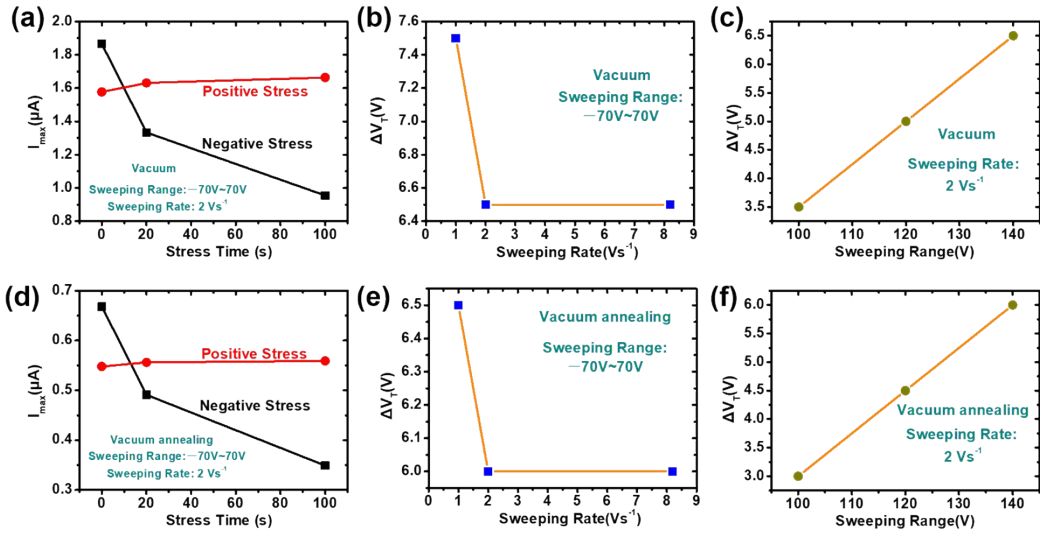 (a)
2.0
1.8
1.6
1.4
1.2
1.0
0.8
I_max(μA)
Positive Stress
Negative Stress
Vacuum
Sweeping Range:－70V~70V
Sweeping Rate: 2 Vs⁻¹
0 20 40 60 80 100
Stress Time (s)
(b)
7.6
7.4
7.2
7.0
6.8
6.6
6.4
ΔV_T(V)
Vacuum
Sweeping Range:
－70V~70V
0 1 2 3 4 5 6 7 8 9
Sweeping Rate(Vs⁻¹)
(c)
6.5
6.0
5.5
5.0
4.5
4.0
3.5
ΔV_T(V)
Vacuum
Sweeping Rate:
2 Vs⁻¹
100 110 120 130 140
Sweeping Range(V)
(d)
0.7
0.6
0.5
0.4
0.3
I_max(μA)
Positive Stress
Negative Stress
Vacuum annealing
Sweeping Range:－70V~70V
Sweeping Rate: 2 Vs⁻¹
0 20 40 60 80 100
Stress Time (s)
(e)
6.5
6.4
6.3
6.2
6.1
6.0
ΔV_T(V)
Vacuum annealing
Sweeping Range:
－70V~70V
0 1 2 3 4 5 6 7 8 9
Sweeping Rate(Vs⁻¹)
(f)
6.0
5.5
5.0
4.5
4.0
3.5
3.0
ΔV_T(V)
Vacuum annealing
Sweeping Rate:
2 Vs⁻¹
100 110 120 130 140
Sweeping Range(V)